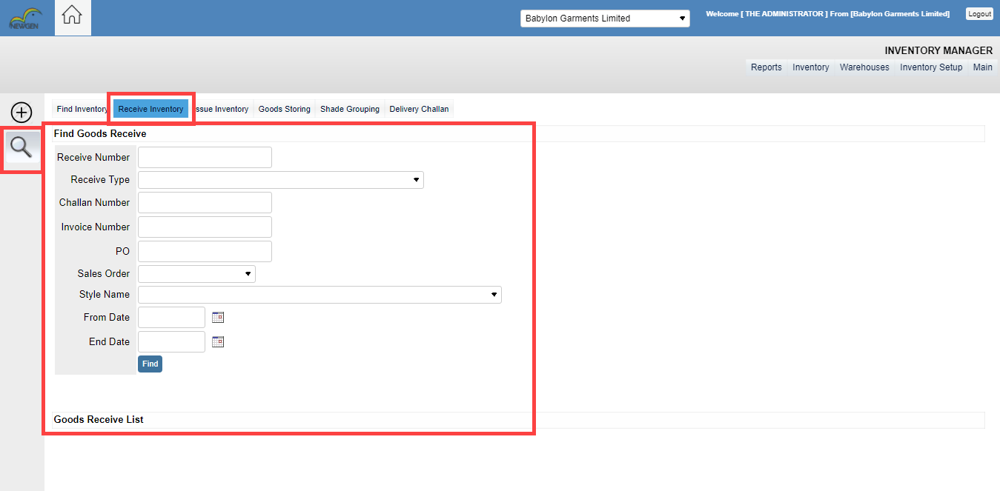 NEWGEN
Babylon Garments Limited
Welcome [ THE ADMINISTRATOR ] From [Babylon Garments Limited]
Logout
INVENTORY MANAGER
Reports Inventory Warehouses Inventory Setup Main
Find Inventory Receive Inventory ssue Inventory Goods Storing Shade Grouping Delivery Challan
Find Goods Receive
Receive Number
Receive Type
Challan Number
Invoice Number
PO
Sales Order
Style Name
From Date
End Date
Find
Goods Receive List